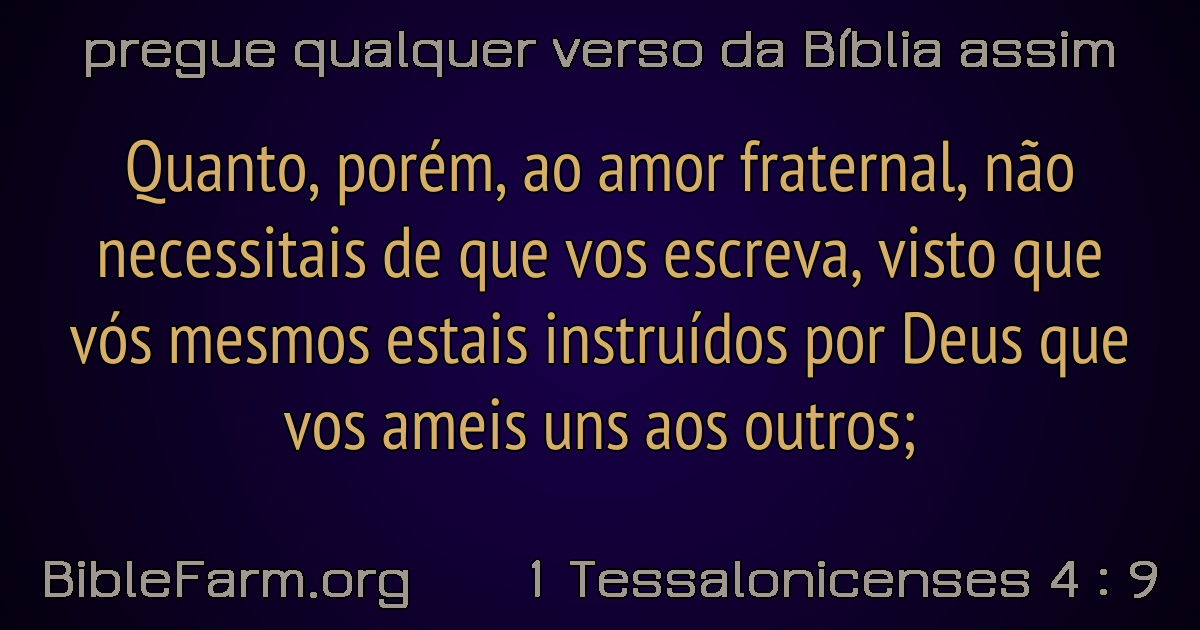 pregue qualquer verso da Bíblia assim
Quanto, porém, ao amor fraternal, não
necessitais de que vos escreva, visto que
vós mesmos estais instruídos por Deus que
vos ameis uns aos outros;
BibleFarm.org 1 Tessalonicenses 4 : 9